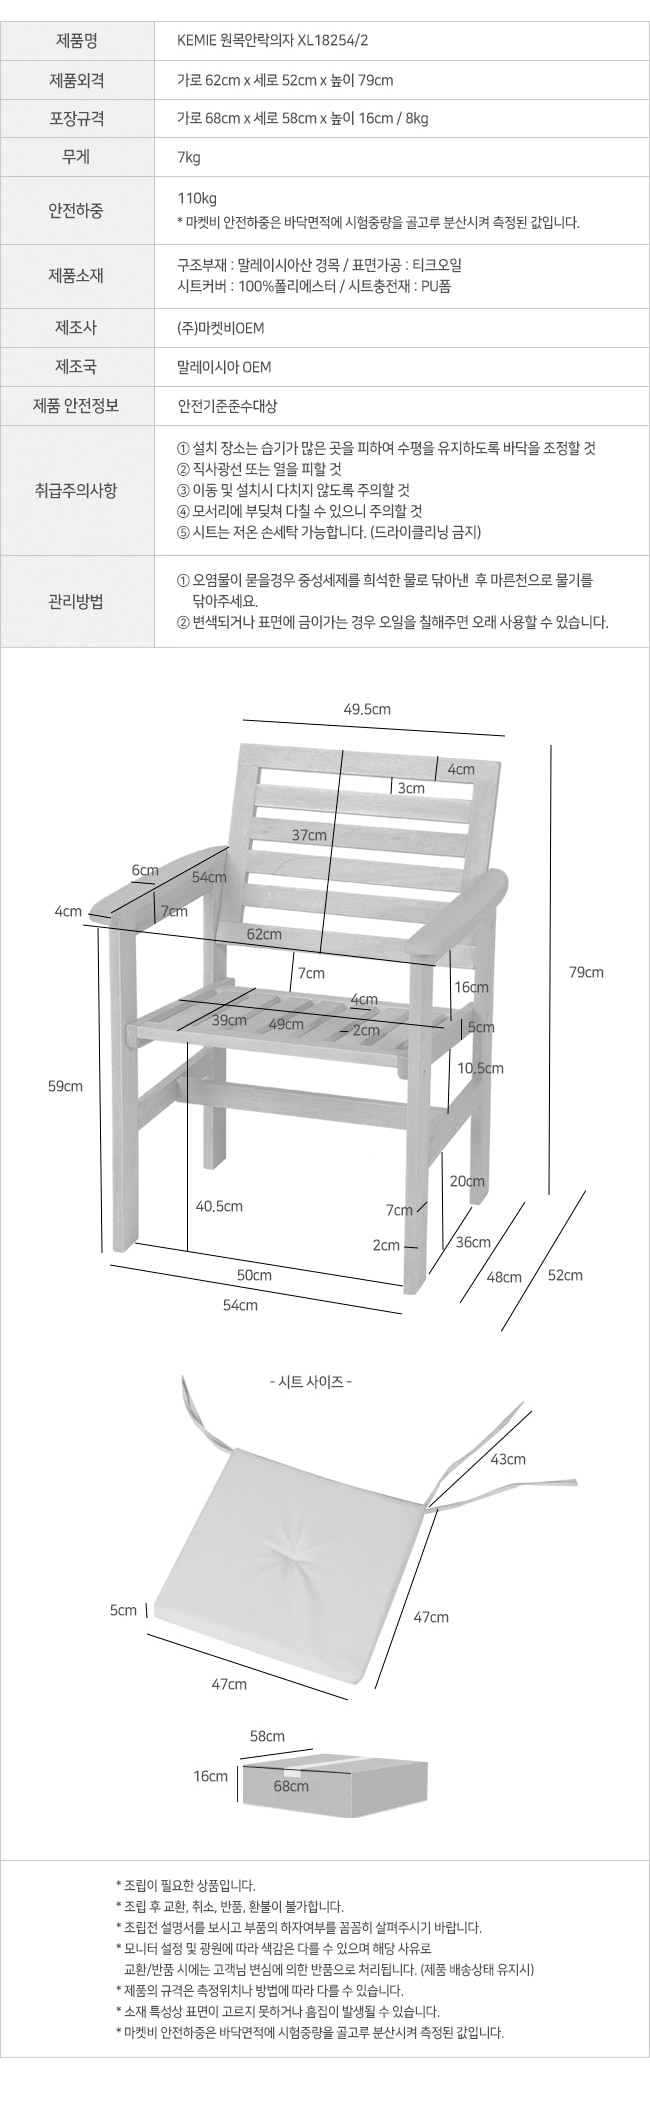 제품명
KEMIE 원목안락의자 XL18254/2
제품외격
가로 62cm x 세로 52cm x 높이 79cm
포장규격
가로 68cm x 세로 58cm x 높이 16cm / 8kg
무게
7kg
안전하중
110kg
* 마켓비 안전하중은 바닥면적에 시험중량을 골고루 분산시켜 측정된 값입니다.
제품소재
구조부재 : 말레이시아산 경목 / 표면가공 : 티크오일
시트커버 : 100%폴리에스터 / 시트충전재 : PU폼
제조사
(주)마켓비OEM
제조국
말레이시아 OEM
제품 안전정보
안전기준준수대상
취급주의사항
① 설치 장소는 습기가 많은 곳을 피하여 수평을 유지하도록 바닥을 조정할 것
② 직사광선 또는 열을 피할 것
③ 이동 및 설치시 다치지 않도록 주의할 것
④ 모서리에 부딪쳐 다칠 수 있으니 주의할 것
⑤ 시트는 저온 손세탁 가능합니다. (드라이클리닝 금지)
관리방법
① 오염물이 묻을경우 중성세제를 희석한 물로 닦아낸 후 마른천으로 물기를
닦아주세요.
② 변색되거나 표면에 금이가는 경우 오일을 칠해주면 오래 사용할 수 있습니다.
49.5cm
4cm
3cm
37cm
6cm
54cm
4cm
7cm
62cm
7cm
79cm
16cm
4cm
39cm
49cm
2cm
5cm
10.5cm
59cm
20cm
40.5cm
7cm
2cm
36cm
50cm
48cm
52cm
54cm
- 시트 사이즈 -
43cm
5cm
47cm
47cm
58cm
16cm
68cm
* 조립이 필요한 상품입니다.
* 조립 후 교환, 취소, 반품, 환불이 불가합니다.
* 조립전 설명서를 보시고 부품의 하자여부를 꼼꼼히 살펴주시기 바랍니다.
* 모니터 설정 및 광원에 따라 색감은 다를 수 있으며 해당 사유로
교환/반품 시에는 고객님 변심에 의한 반품으로 처리됩니다. (제품 배송상태 유지시)
* 제품의 규격은 측정위치나 방법에 따라 다를 수 있습니다.
* 소재 특성상 표면이 고르지 못하거나 흠집이 발생될 수 있습니다.
* 마켓비 안전하중은 바닥면적에 시험중량을 골고루 분산시켜 측정된 값입니다.